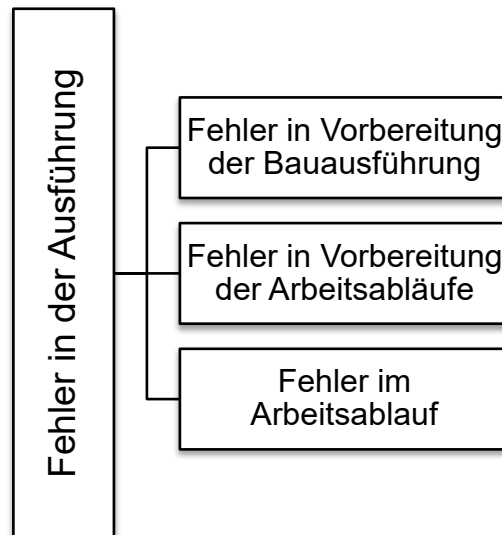 Fehler in der Ausführung
Fehler in Vorbereitung
der Bauausführung
Fehler in Vorbereitung
der Arbeitsabläufe
Fehler im
Arbeitsablauf